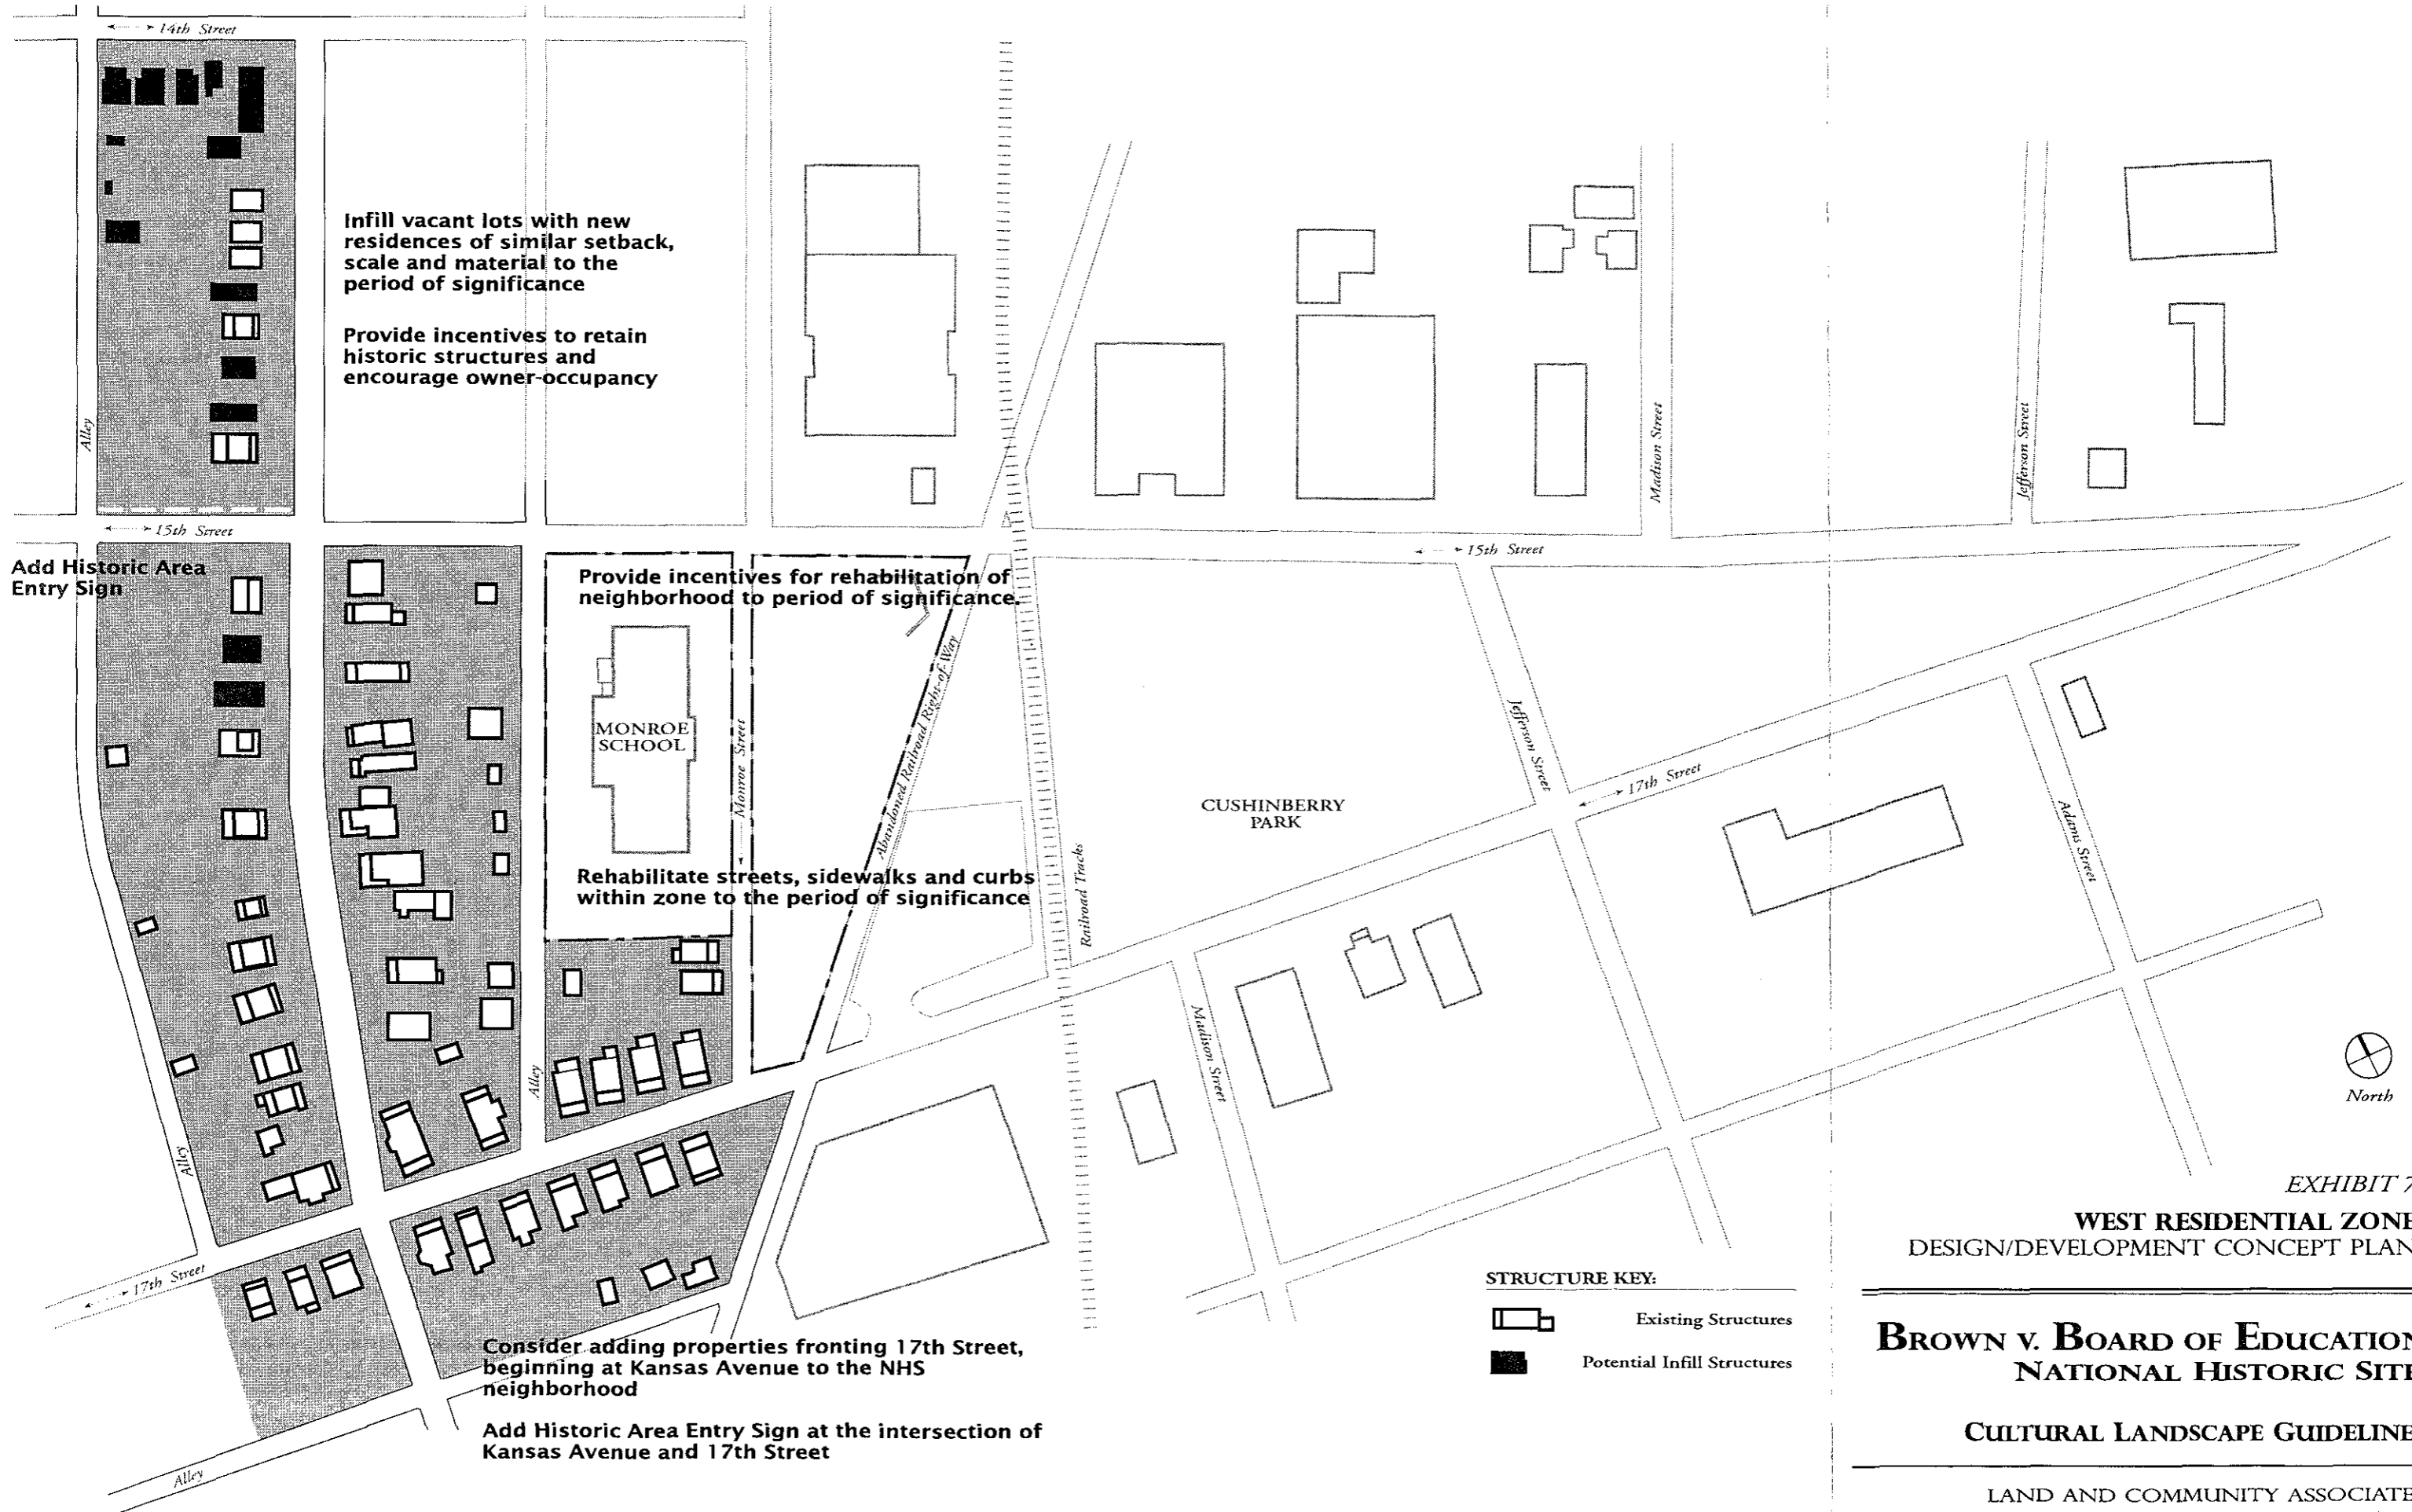 14th Street
Infill vacant lots with new
residences of similar setback,
scale and material to the
period of significance
Provide incentives to retain
historic structures and
encourage owner-occupancy
Alley
Madison Street
Jefferson Street
15th Street
15th Street
Add Historic Area
Entry Sign
Provide incentives for rehabilitation of
neighborhood to period of significance.
MONROE
SCHOOL
Monroe Street
Abandoned Railroad Right-of-Way
Jefferson Street
17th Street
CUSHINBERRY
PARK
Adams Street
Rehabilitate streets, sidewalks and curbs
within zone to the period of significance
Railroad Tracks
Madison Street
Alley
North
Alley
17th Street
EXHIBIT 7
WEST RESIDENTIAL ZONE
DESIGN/DEVELOPMENT CONCEPT PLAN
STRUCTURE KEY:
Existing Structures
Potential Infill Structures
BROWN V. BOARD OF EDUCATION
NATIONAL HISTORIC SITE
Consider adding properties fronting 17th Street,
beginning at Kansas Avenue to the NHS
neighborhood
Add Historic Area Entry Sign at the intersection of
Kansas Avenue and 17th Street
CULTURAL LANDSCAPE GUIDELINE
Alley
LAND AND COMMUNITY ASSOCIATE